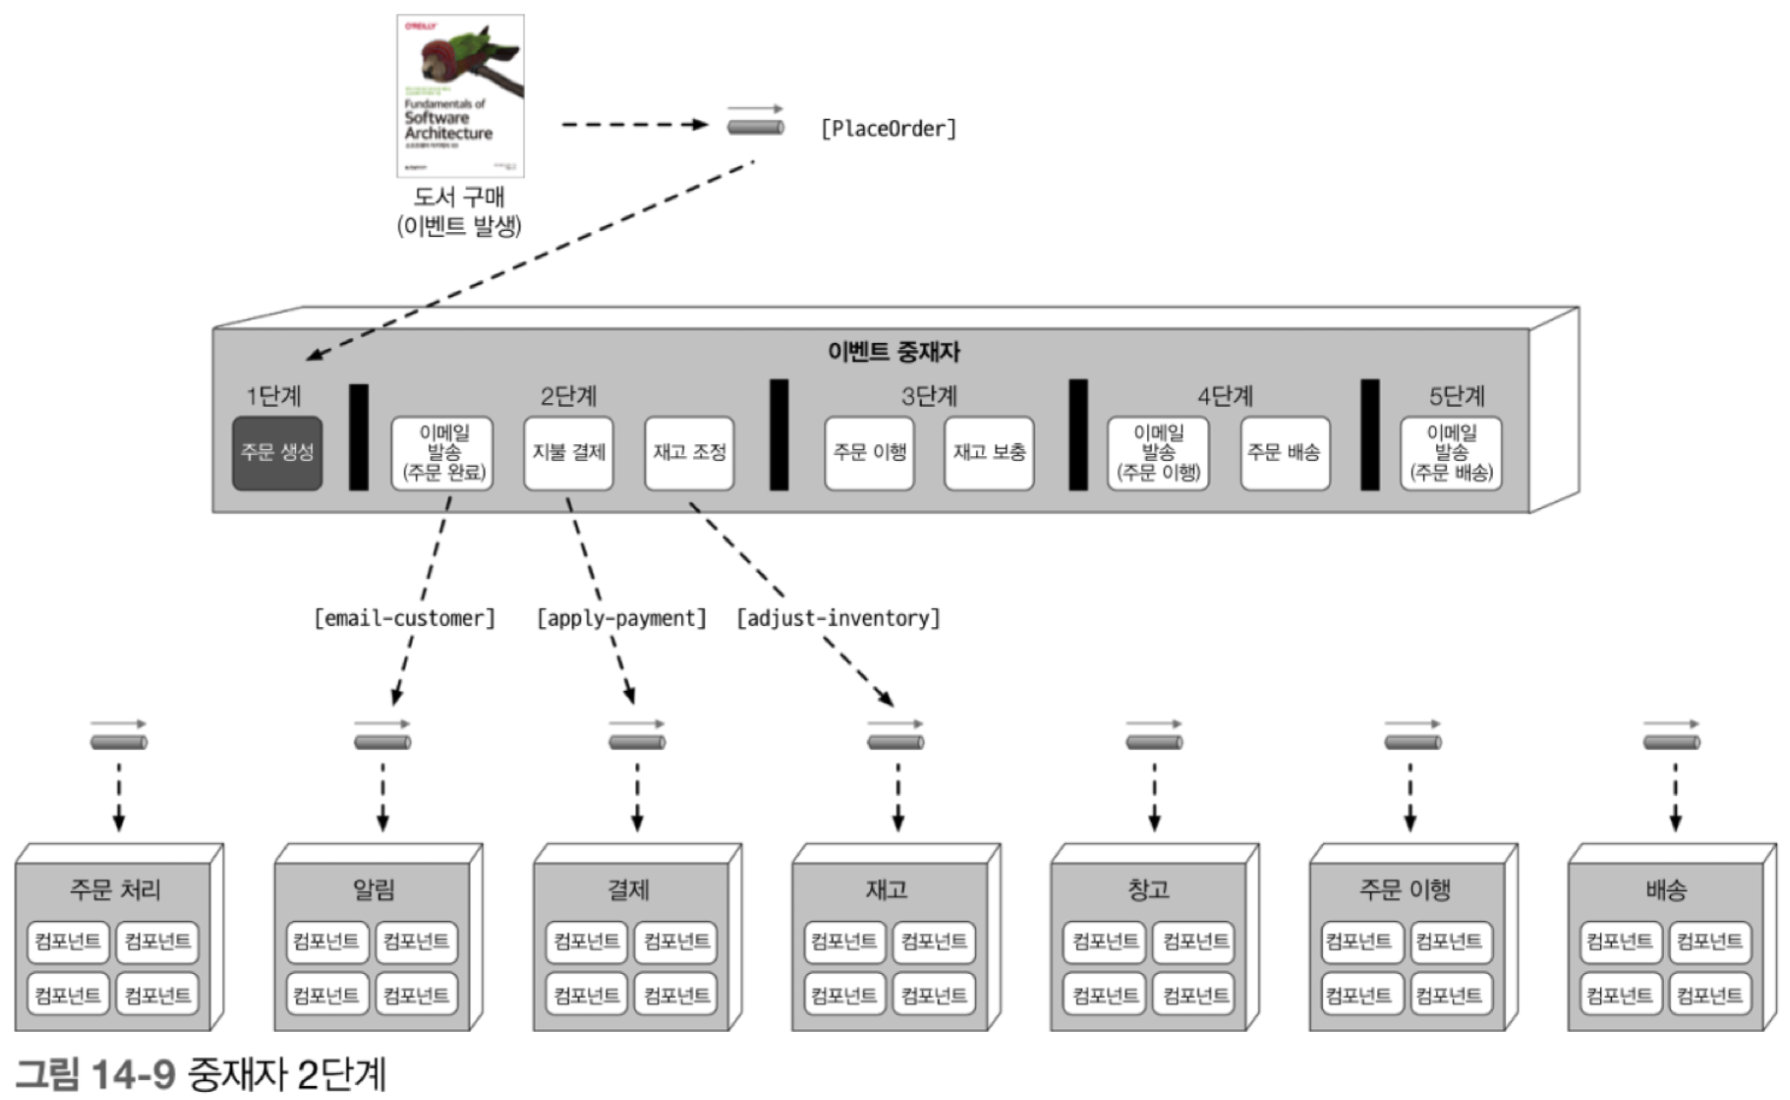 O'REILLY
Fundamentals of
Software
Architecture
도서 구매
(이벤트 발생)
[PlaceOrder]
이벤트 중재자
1단계
주문 생성
2단계
이메일
발송
(주문 완료)
지불 결제
재고 조정
3단계
주문 이행
재고 보충
4단계
이메일
발송
(주문 이행)
주문 배송
5단계
이메일
발송
(주문 배송)
[email-customer]
[apply-payment]
[adjust-inventory]
주문 처리
컴포넌트 컴포넌트
컴포넌트 컴포넌트
알림
컴포넌트 컴포넌트
컴포넌트 컴포넌트
결제
컴포넌트 컴포넌트
컴포넌트 컴포넌트
재고
컴포넌트 컴포넌트
컴포넌트 컴포넌트
창고
컴포넌트 컴포넌트
컴포넌트 컴포넌트
주문 이행
컴포넌트 컴포넌트
컴포넌트 컴포넌트
배송
컴포넌트 컴포넌트
컴포넌트 컴포넌트
그림 14-9 중재자 2단계